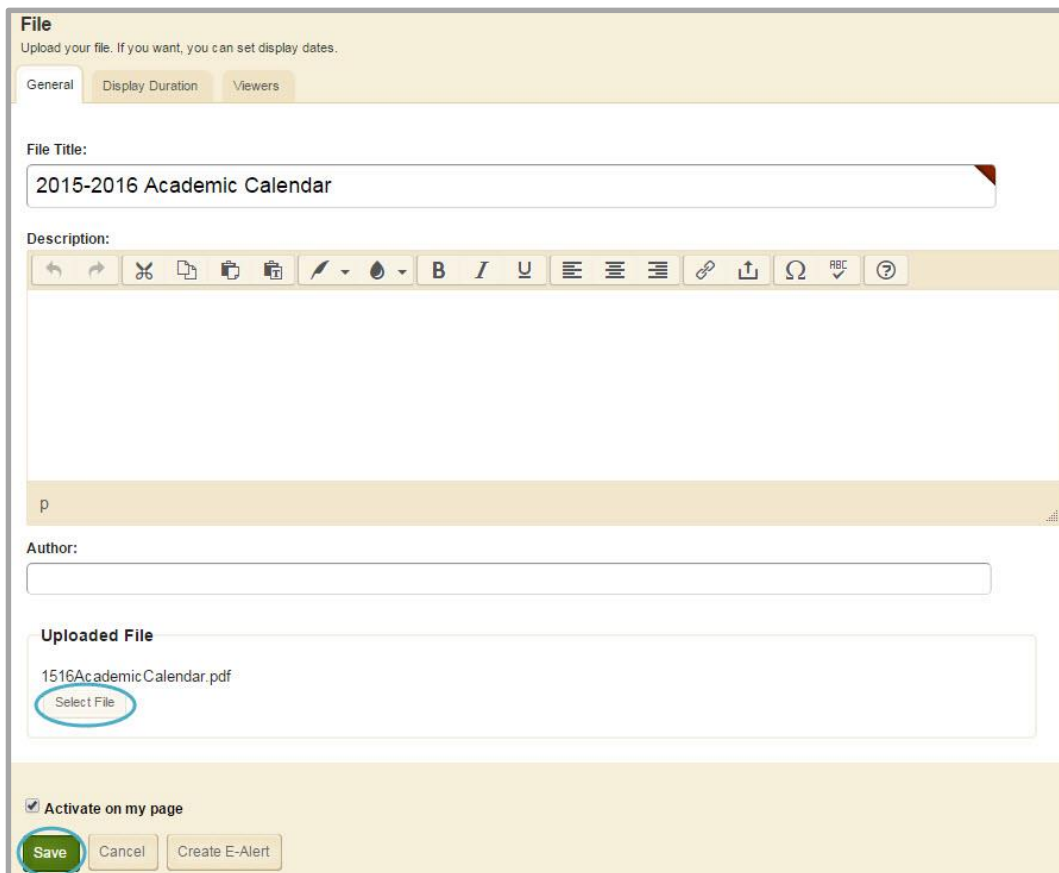 File
Upload your file. If you want, you can set display dates.
General Display Duration Viewers
File Title:
2015-2016 Academic Calendar
Description:
B I U Ω ABC ?
p
Author:
Uploaded File
1516AcademicCalendar.pdf
Select File
Activate on my page
Save Cancel Create E-Alert